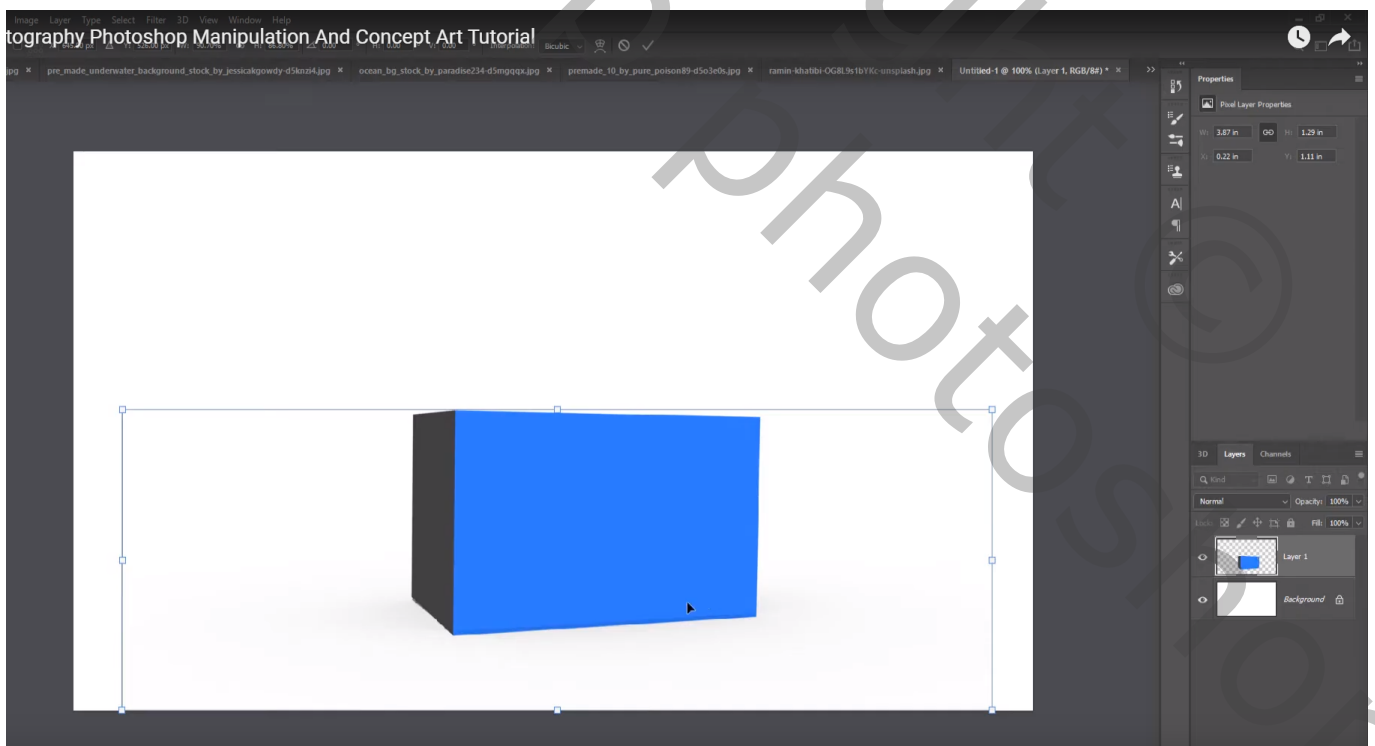 Image Layer Type Select Filter 3D View Window Help
tography Photoshop Manipulation And Concept Art Tutorial
Bicubic
jpg × pre_made_underwater_background_stock_by_jessicakgowdy-d5knzi4.jpg × ocean_bg_stock_by_paradise234-d5mgqqx.jpg × premade_10_by_pure_poison89-d5o3e0s.jpg × ramin-khatibi-OG8L9s1bYKc-unsplash.jpg × Untitled-1 @ 100% (Layer 1, RGB/8#) * ×
Properties
Pixel Layer Properties
W: 3.87 in H: 1.29 in
X: 0.22 in Y: 1.11 in
3D Layers Channels
Kind
Normal Opacity: 100%
Fill: 100%
Layer 1
Background
photoshop
©